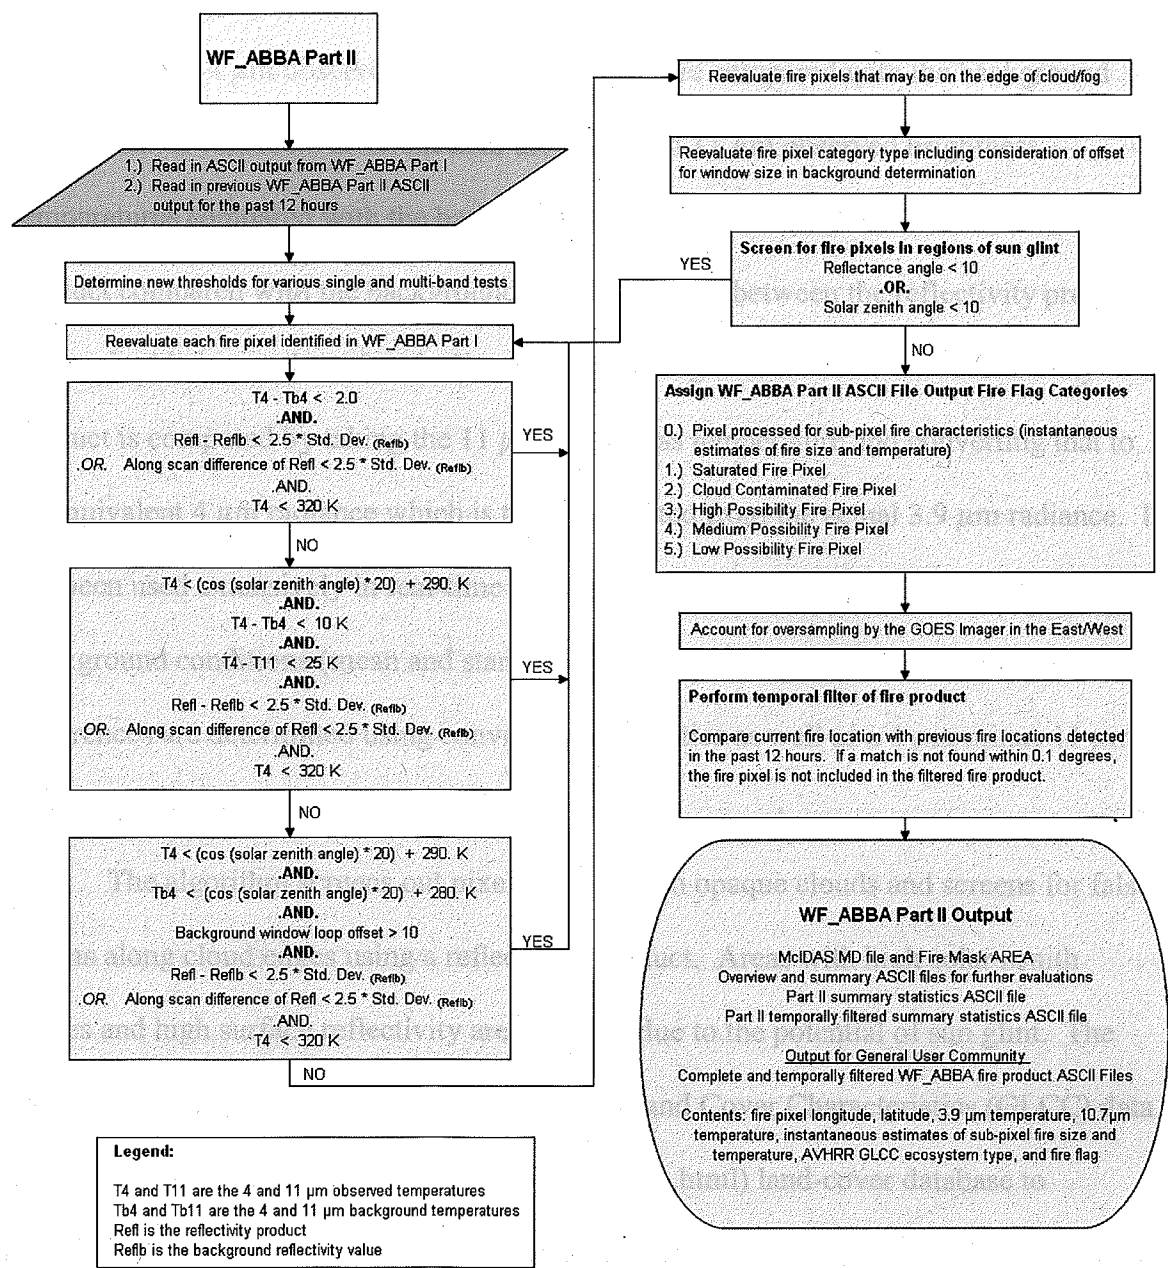 WF_ABBA Part II
1.) Read in ASCII output from WF_ABBA Part I
2.) Read in previous WF_ABBA Part II ASCII
output for the past 12 hours
Determine new thresholds for various single and multi-band tests
Reevaluate each fire pixel identified in WF_ABBA Part I
T4 - Tb4 < 2.0
.AND.
Refl - Reflb < 2.5 * Std. Dev. (Reflb)
.OR. Along scan difference of Refl < 2.5 * Std. Dev. (Reflb)
.AND.
T4 < 320 K
YES
NO
T4 < (cos (solar zenith angle) * 20) + 290. K
.AND.
T4 - Tb4 < 10 K
.AND.
T4 - T11 < 25 K
.AND.
Refl - Reflb < 2.5 * Std. Dev. (Reflb)
.OR. Along scan difference of Refl < 2.5 * Std. Dev. (Reflb)
.AND.
T4 < 320 K
YES
NO
T4 < (cos (solar zenith angle) * 20) + 290. K
.AND.
Tb4 < (cos (solar zenith angle) * 20) + 280. K
.AND.
Background window loop offset > 10
.AND.
Refl - Reflb < 2.5 * Std. Dev. (Reflb)
.OR. Along scan difference of Refl < 2.5 * Std. Dev. (Reflb)
.AND.
T4 < 320 K
YES
NO
Reevaluate fire pixels that may be on the edge of cloud/fog
Reevaluate fire pixel category type including consideration of offset
for window size in background determination
Screen for fire pixels in regions of sun glint
Reflectance angle < 10
.OR.
Solar zenith angle < 10
YES
NO
Assign WF_ABBA Part II ASCII File Output Fire Flag Categories
0.) Pixel processed for sub-pixel fire characteristics (instantaneous
estimates of fire size and temperature)
1.) Saturated Fire Pixel
2.) Cloud Contaminated Fire Pixel
3.) High Possibility Fire Pixel
4.) Medium Possibility Fire Pixel
5.) Low Possibility Fire Pixel
Account for oversampling by the GOES Imager in the East/West
Perform temporal filter of fire product
Compare current fire location with previous fire locations detected
in the past 12 hours. If a match is not found within 0.1 degrees,
the fire pixel is not included in the filtered fire product.
WF_ABBA Part II Output
McIDAS MD file and Fire Mask AREA
Overview and summary ASCII files for further evaluations
Part II summary statistics ASCII file
Part II temporally filtered summary statistics ASCII file
Output for General User Community
Complete and temporally filtered WF_ABBA fire product ASCII Files
Contents: fire pixel longitude, latitude, 3.9 µm temperature, 10.7µm
temperature, instantaneous estimates of sub-pixel fire size and
temperature, AVHRR GLCC ecosystem type, and fire flag
Legend:
T4 and T11 are the 4 and 11 µm observed temperatures
Tb4 and Tb11 are the 4 and 11 µm background temperatures
Refl is the reflectivity product
Reflb is the background reflectivity value